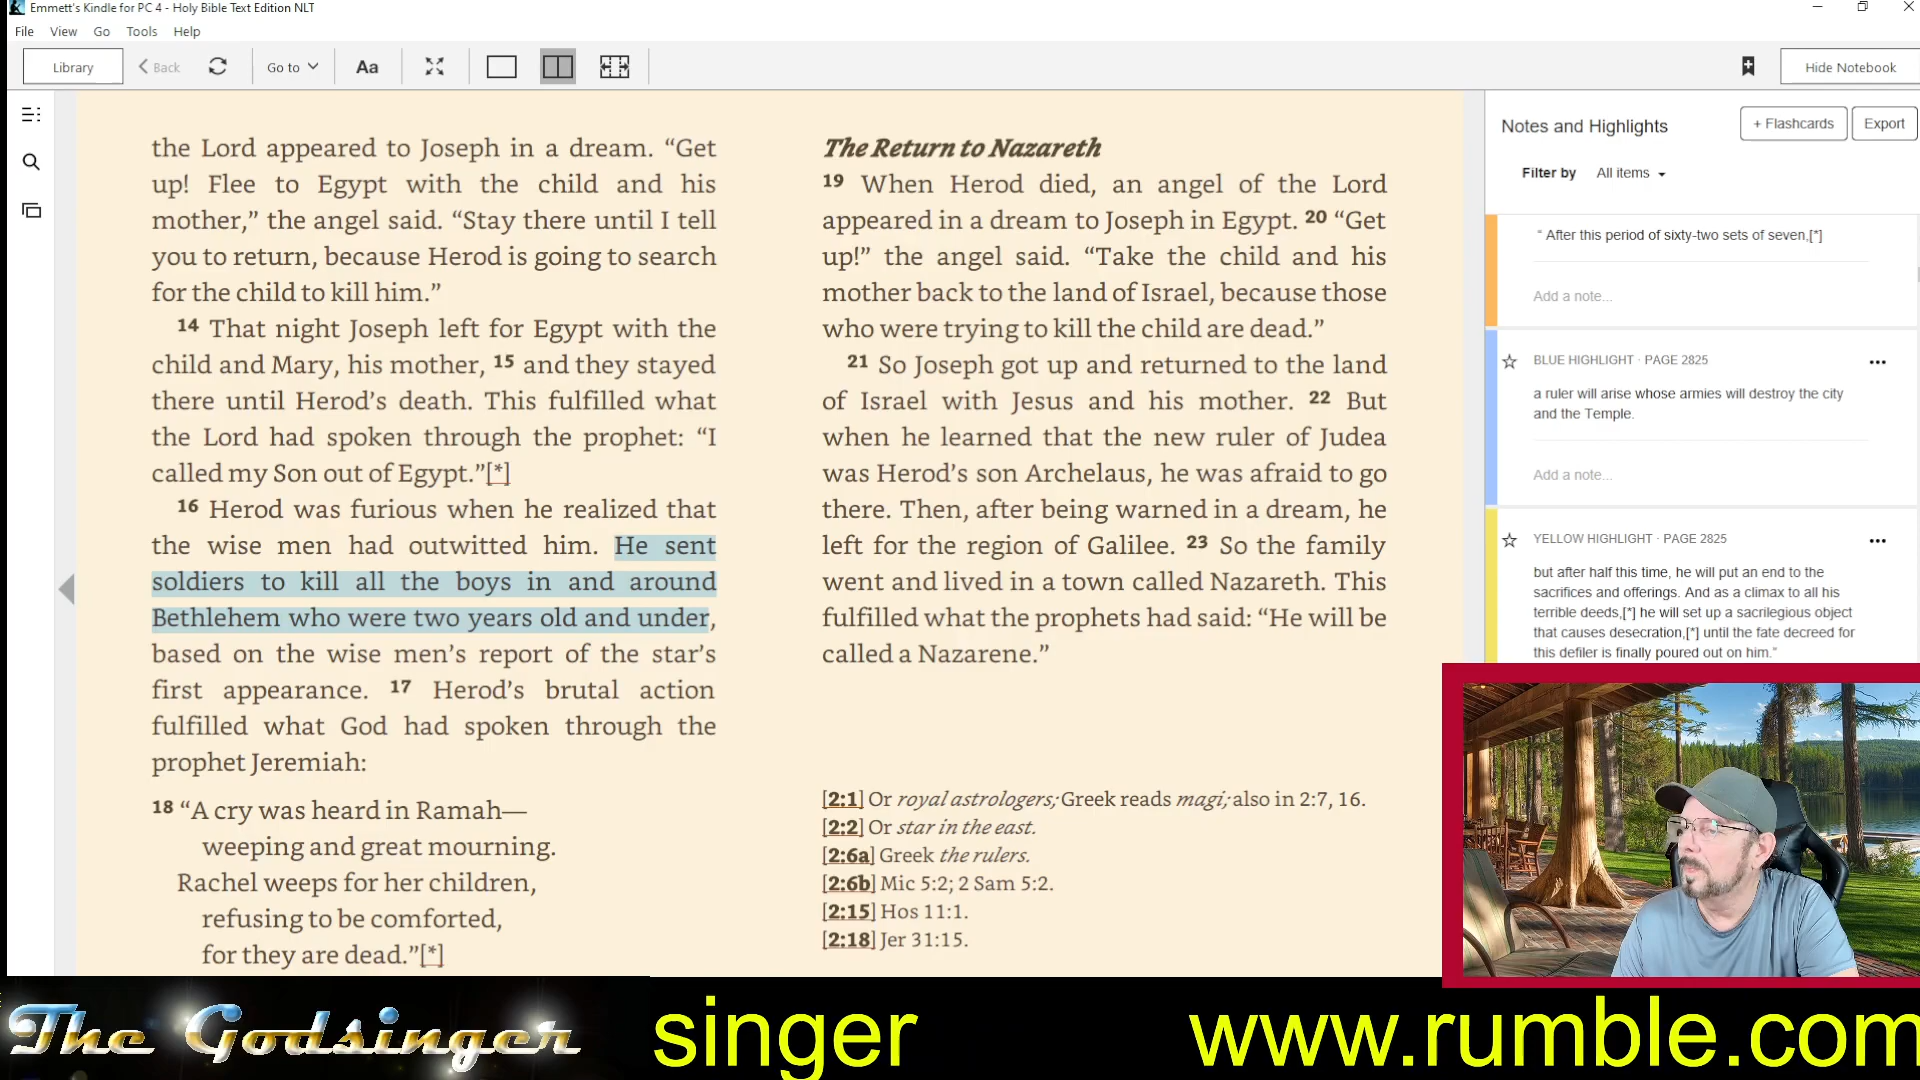 Emmett's Kindle for PC 4 - Holy Bible Text Edition NLT
File View Go Tools Help
Library Back Go to Aa Hide Notebook
the Lord appeared to Joseph in a dream. “Get
up! Flee to Egypt with the child and his
mother,” the angel said. “Stay there until I tell
you to return, because Herod is going to search
for the child to kill him.”
14 That night Joseph left for Egypt with the
child and Mary, his mother, 15 and they stayed
there until Herod’s death. This fulfilled what
the Lord had spoken through the prophet: “I
called my Son out of Egypt.”[*]
16 Herod was furious when he realized that
the wise men had outwitted him. He sent
soldiers to kill all the boys in and around
Bethlehem who were two years old and under,
based on the wise men’s report of the star’s
first appearance. 17 Herod’s brutal action
fulfilled what God had spoken through the
prophet Jeremiah:
18 “A cry was heard in Ramah—
weeping and great mourning.
Rachel weeps for her children,
refusing to be comforted,
for they are dead.”[*]
The Return to Nazareth
19 When Herod died, an angel of the Lord
appeared in a dream to Joseph in Egypt. 20 “Get
up!” the angel said. “Take the child and his
mother back to the land of Israel, because those
who were trying to kill the child are dead.”
21 So Joseph got up and returned to the land
of Israel with Jesus and his mother. 22 But
when he learned that the new ruler of Judea
was Herod’s son Archelaus, he was afraid to go
there. Then, after being warned in a dream, he
left for the region of Galilee. 23 So the family
went and lived in a town called Nazareth. This
fulfilled what the prophets had said: “He will be
called a Nazarene.”
[2:1] Or royal astrologers; Greek reads magi; also in 2:7, 16.
[2:2] Or star in the east.
[2:6a] Greek the rulers.
[2:6b] Mic 5:2; 2 Sam 5:2.
[2:15] Hos 11:1.
[2:18] Jer 31:15.
Notes and Highlights + Flashcards Export
Filter by All items
“ After this period of sixty-two sets of seven,[*]
Add a note...
BLUE HIGHLIGHT · PAGE 2825
a ruler will arise whose armies will destroy the city
and the Temple.
Add a note...
YELLOW HIGHLIGHT · PAGE 2825
but after half this time, he will put an end to the
sacrifices and offerings. And as a climax to all his
terrible deeds,[*] he will set up a sacrilegious object
that causes desecration,[*] until the fate decreed for
this defiler is finally poured out on him.”
The Godsinger singer www.rumble.com